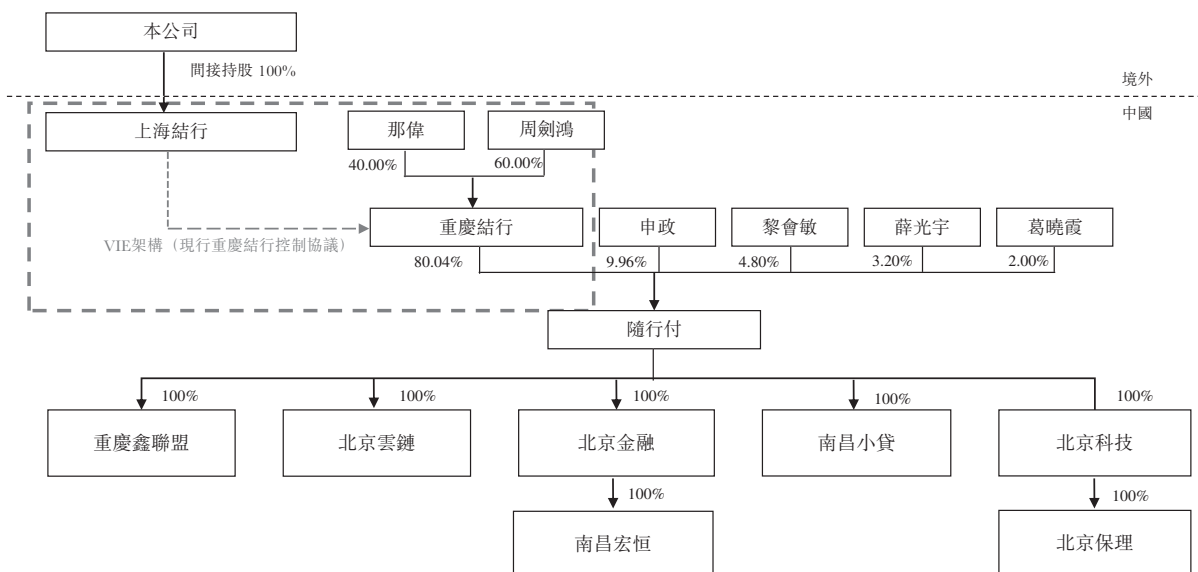 本公司
間接持股 100%
境外
中國
上海結行
那偉
周劍鴻
40.00%
60.00%
重慶結行
申政
黎會敏
薛光宇
葛曉霞
VIE架構（現行重慶結行控制協議）
80.04%
9.96%
4.80%
3.20%
2.00%
隨行付
100%
100%
100%
100%
100%
重慶鑫聯盟
北京雲鏈
北京金融
南昌小貸
北京科技
100%
100%
南昌宏恒
北京保理